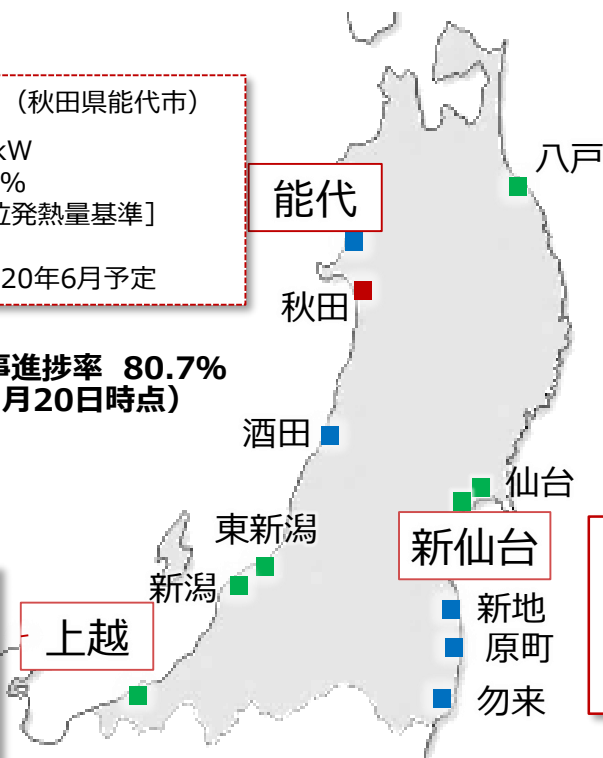 （秋田県能代市）
kW
%
位発熱量基準］
20年6月予定
能代
八戸
秋田
事進捗率 80.7%
月20日時点）
酒田
仙台
東新潟
新仙台
新潟
新地
上越
原町
勿来